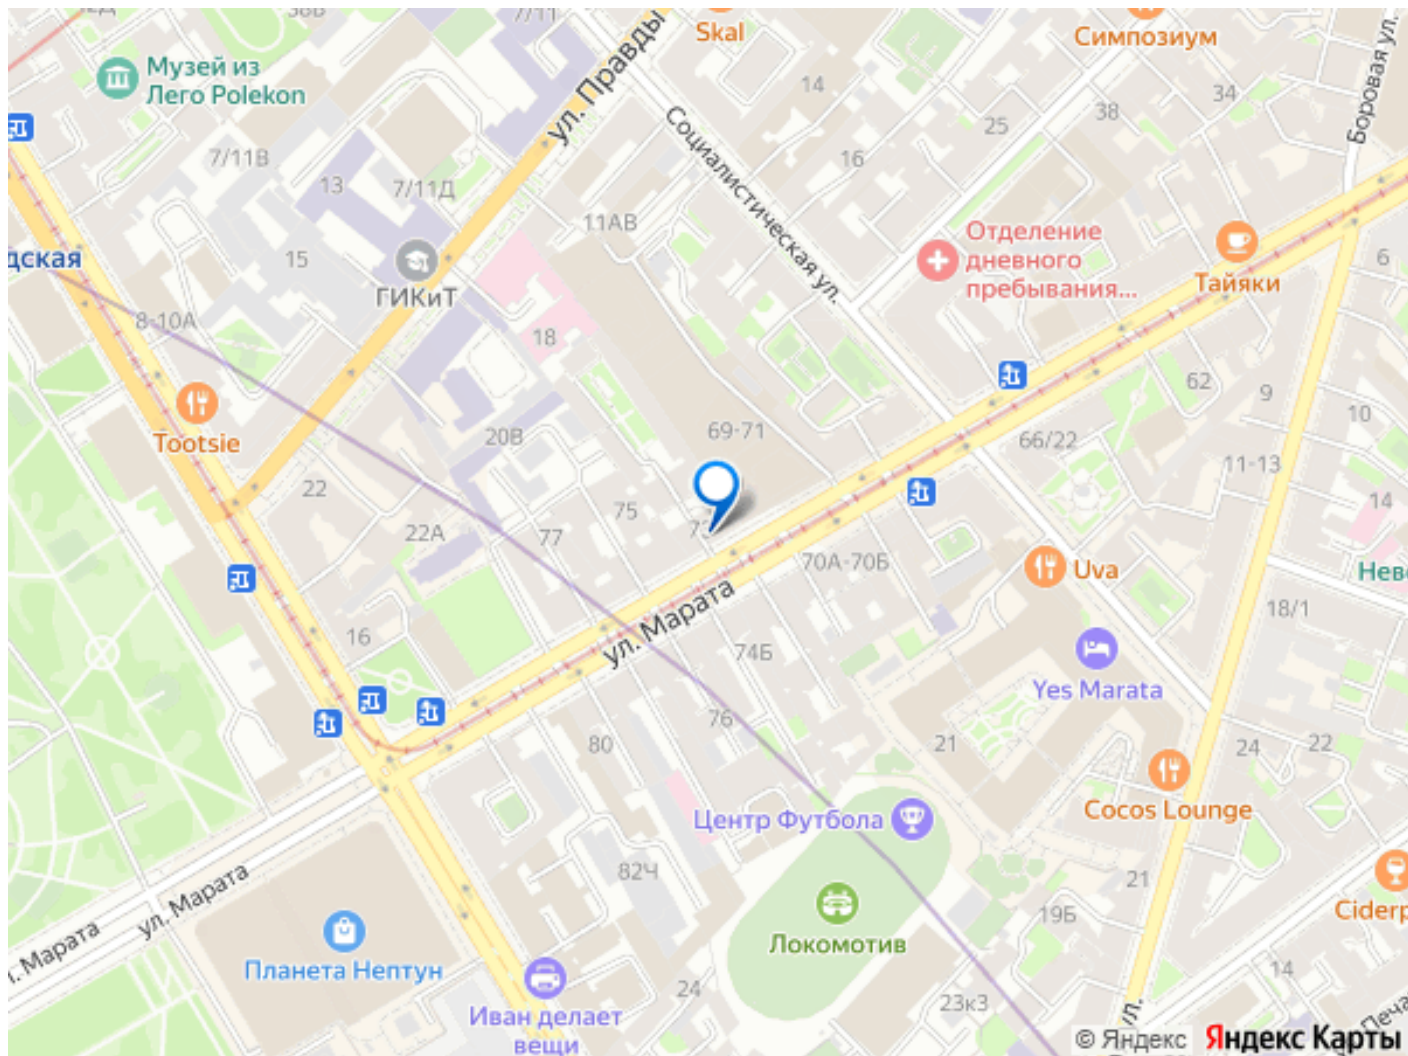 38В
7/11
Skal
Симпозиум
Музей из
Лего Polekon
ул. Правды
Боровая ул.
14
34
38
25
Социалистическая ул.
16
7/11В
13
7/11Д
11АВ
Отделение
дневного
пребывания...
дская
15
ГИКиТ
Тайяки
6
8-10А
18
62
9
10
Tootsie
20В
69-71
66/22
11-13
22
75
14
22А
77
70А-70Б
Uva
ул. Марата
18/1
16
74Б
Yes Marata
76
80
21
24
22
Cocos Lounge
Центр Футбола
82Ч
21
19Б
ул. Марата
Марата
Планета Нептун
Локомотив
14
24
23к3
Иван делает
вещи
ул.
© Яндекс Яндекс Карты